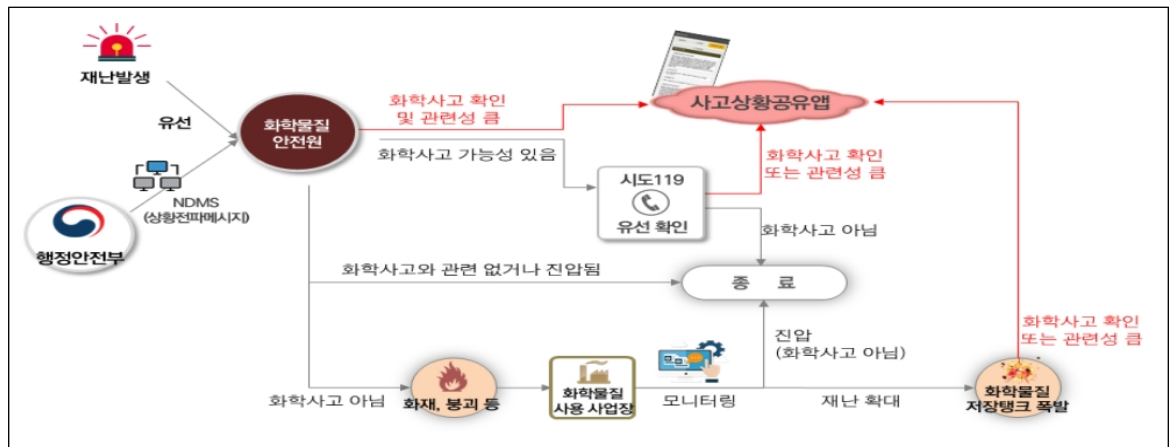 재난발생
유선
NDMS
(상황전파메시지)
행정안전부
화학물질
안전원
화학사고 확인
및 관련성 큼
사고상황공유앱
화학사고 가능성 있음
시도119
유선 확인
화학사고 확인
또는 관련성 큼
화학사고 아님
화학사고와 관련 없거나 진압됨
종 료
화학사고 아님
화재, 붕괴 등
화학물질
사용 사업장
모니터링
진압
(화학사고 아님)
재난 확대
화학사고 확인
또는 관련성 큼
화학물질
저장탱크 폭발